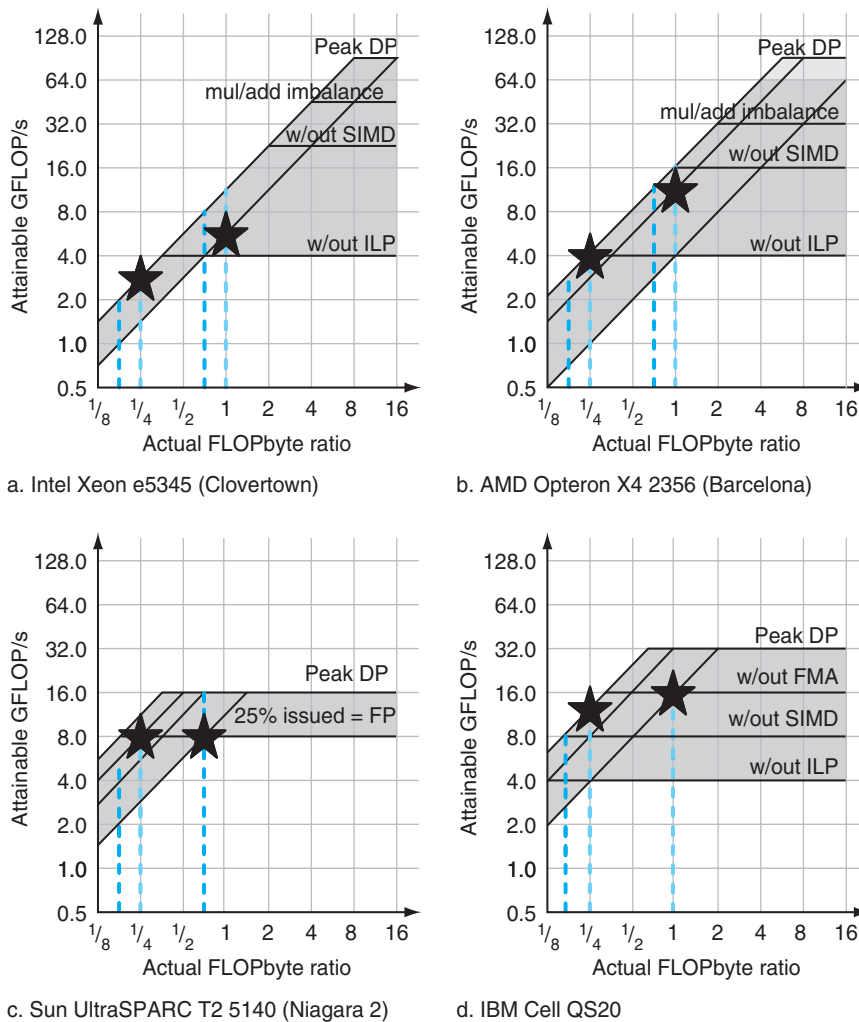 128.0
64.0
32.0
16.0
8.0
4.0
2.0
1.0
0.5
Attainable GFLOP/s
Peak DP
mul/add imbalance
w/out SIMD
w/out ILP
1/8 1/4 1/2 1 2 4 8 16
Actual FLOPbyte ratio
a. Intel Xeon e5345 (Clovertown)
128.0
64.0
32.0
16.0
8.0
4.0
2.0
1.0
0.5
Attainable GFLOP/s
Peak DP
mul/add imbalance
w/out SIMD
w/out ILP
1/8 1/4 1/2 1 2 4 8 16
Actual FLOPbyte ratio
b. AMD Opteron X4 2356 (Barcelona)
128.0
64.0
32.0
16.0
8.0
4.0
2.0
1.0
0.5
Attainable GFLOP/s
Peak DP
25% issued = FP
1/8 1/4 1/2 1 2 4 8 16
Actual FLOPbyte ratio
c. Sun UltraSPARC T2 5140 (Niagara 2)
128.0
64.0
32.0
16.0
8.0
4.0
2.0
1.0
0.5
Attainable GFLOP/s
Peak DP
w/out FMA
w/out SIMD
w/out ILP
1/8 1/4 1/2 1 2 4 8 16
Actual FLOPbyte ratio
d. IBM Cell QS20